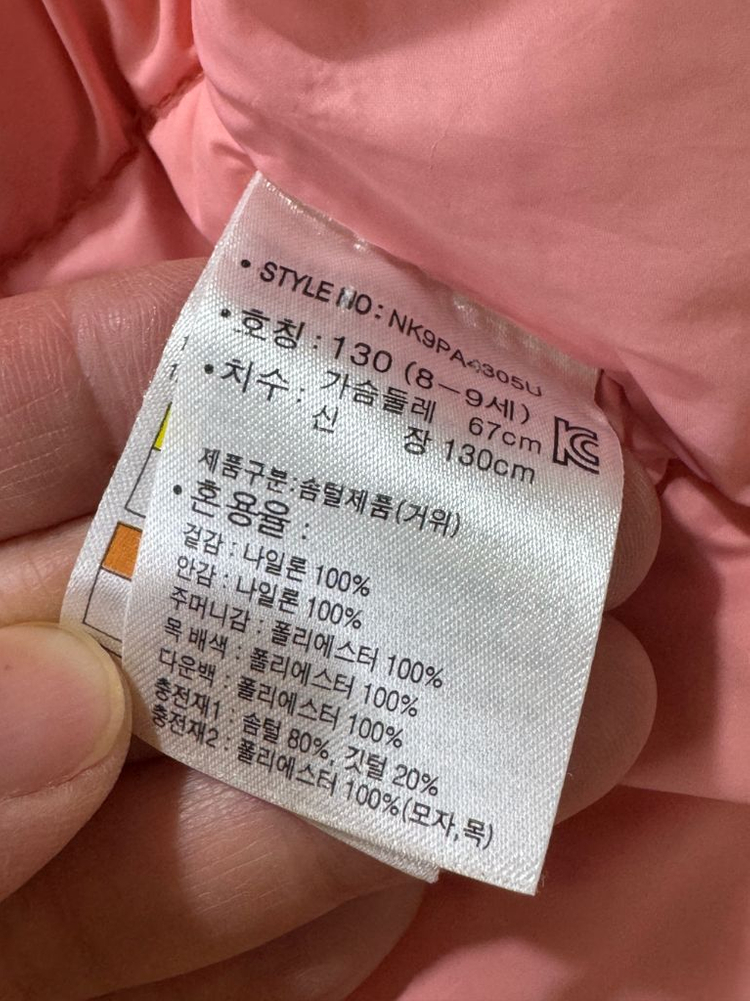 • STYLE NO : NK9PA4305U
• 호칭 : 130 (8-9세)
• 치수 : 가슴둘레 67cm
신 장 130cm
제품구분 : 솜털제품(거위)
• 혼용율 :
겉감 : 나일론 100%
안감 : 나일론 100%
주머니감 : 폴리에스터 100%
목 배색 : 폴리에스터 100%
다운백 : 폴리에스터 100%
충전재1 : 솜털 80%, 깃털 20%
충전재2 : 폴리에스터 100%(모자,목)